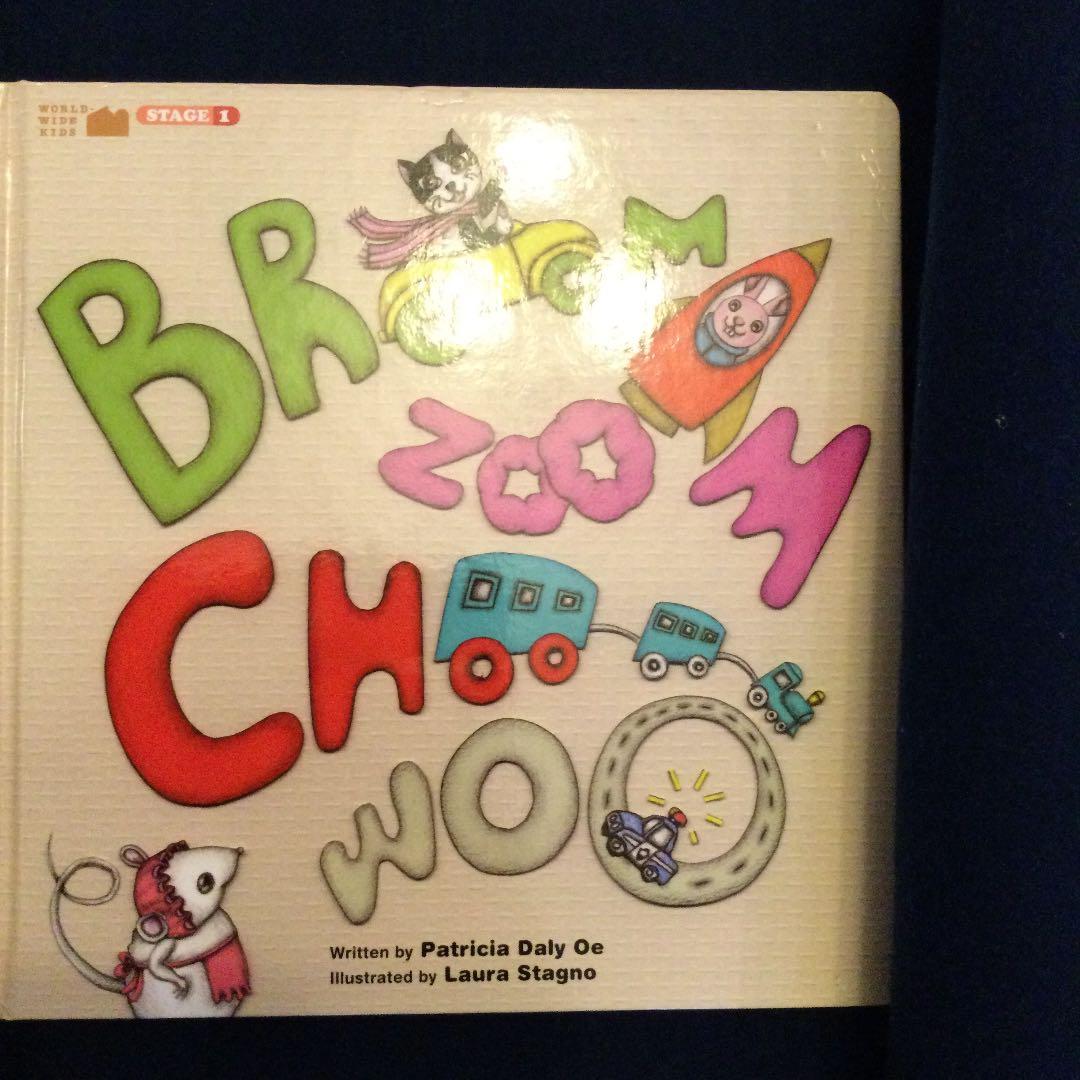 WORLD-
WIDE
KIDS
STAGE 1
BROOM
ZOOM
CHOO
WOO
Written by Patricia Daly Oe
Illustrated by Laura Stagno